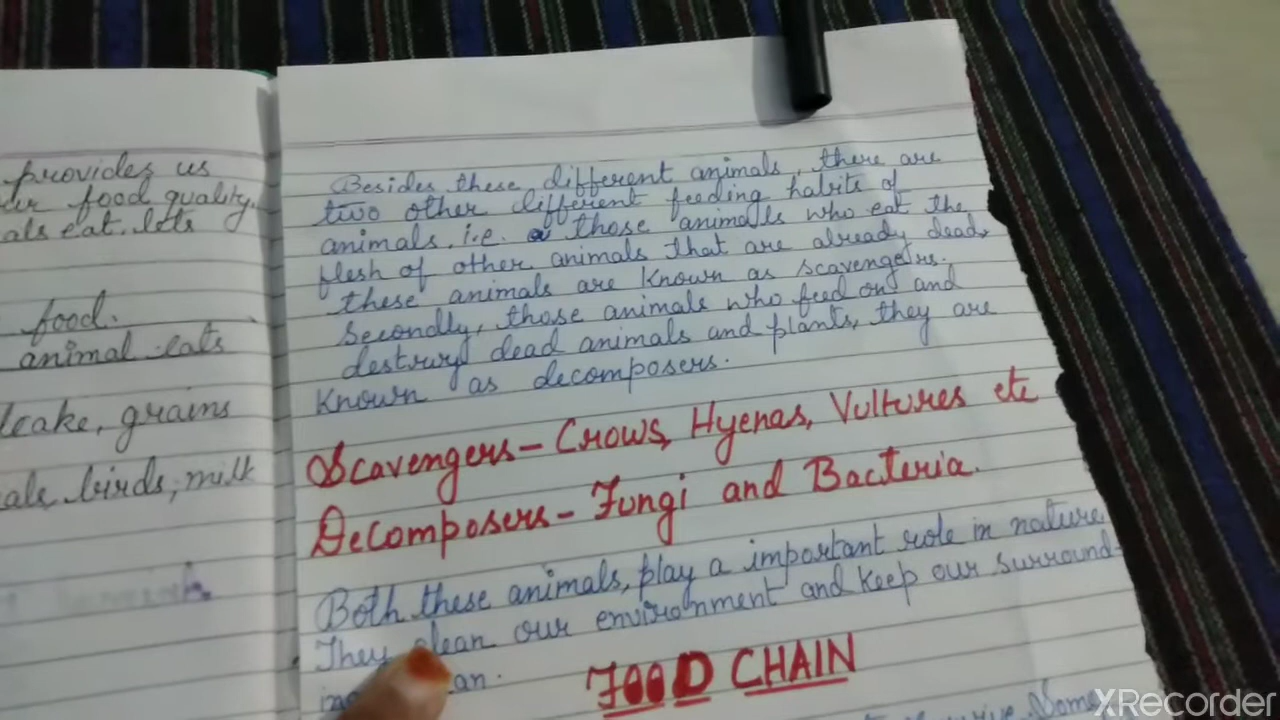 provides us
food quality.
eat. lots
food.
animal eats
cake, grains
birds, milk
Besides these different animals, there are
two other different feeding habits of
animals. i.e. those animals who eat the
flesh of other animals that are already dead,
these animals are known as scavengers.
Secondly, those animals who feed on and
destroy dead animals and plants, they are
known as decomposers.
Scavengers - Crows, Hyenas, Vultures etc
Decomposers - Fungi and Bacteria.
Both these animals, play a important role in nature
They clean our environment and keep our surround-
FOOD CHAIN
Some
XRecorder